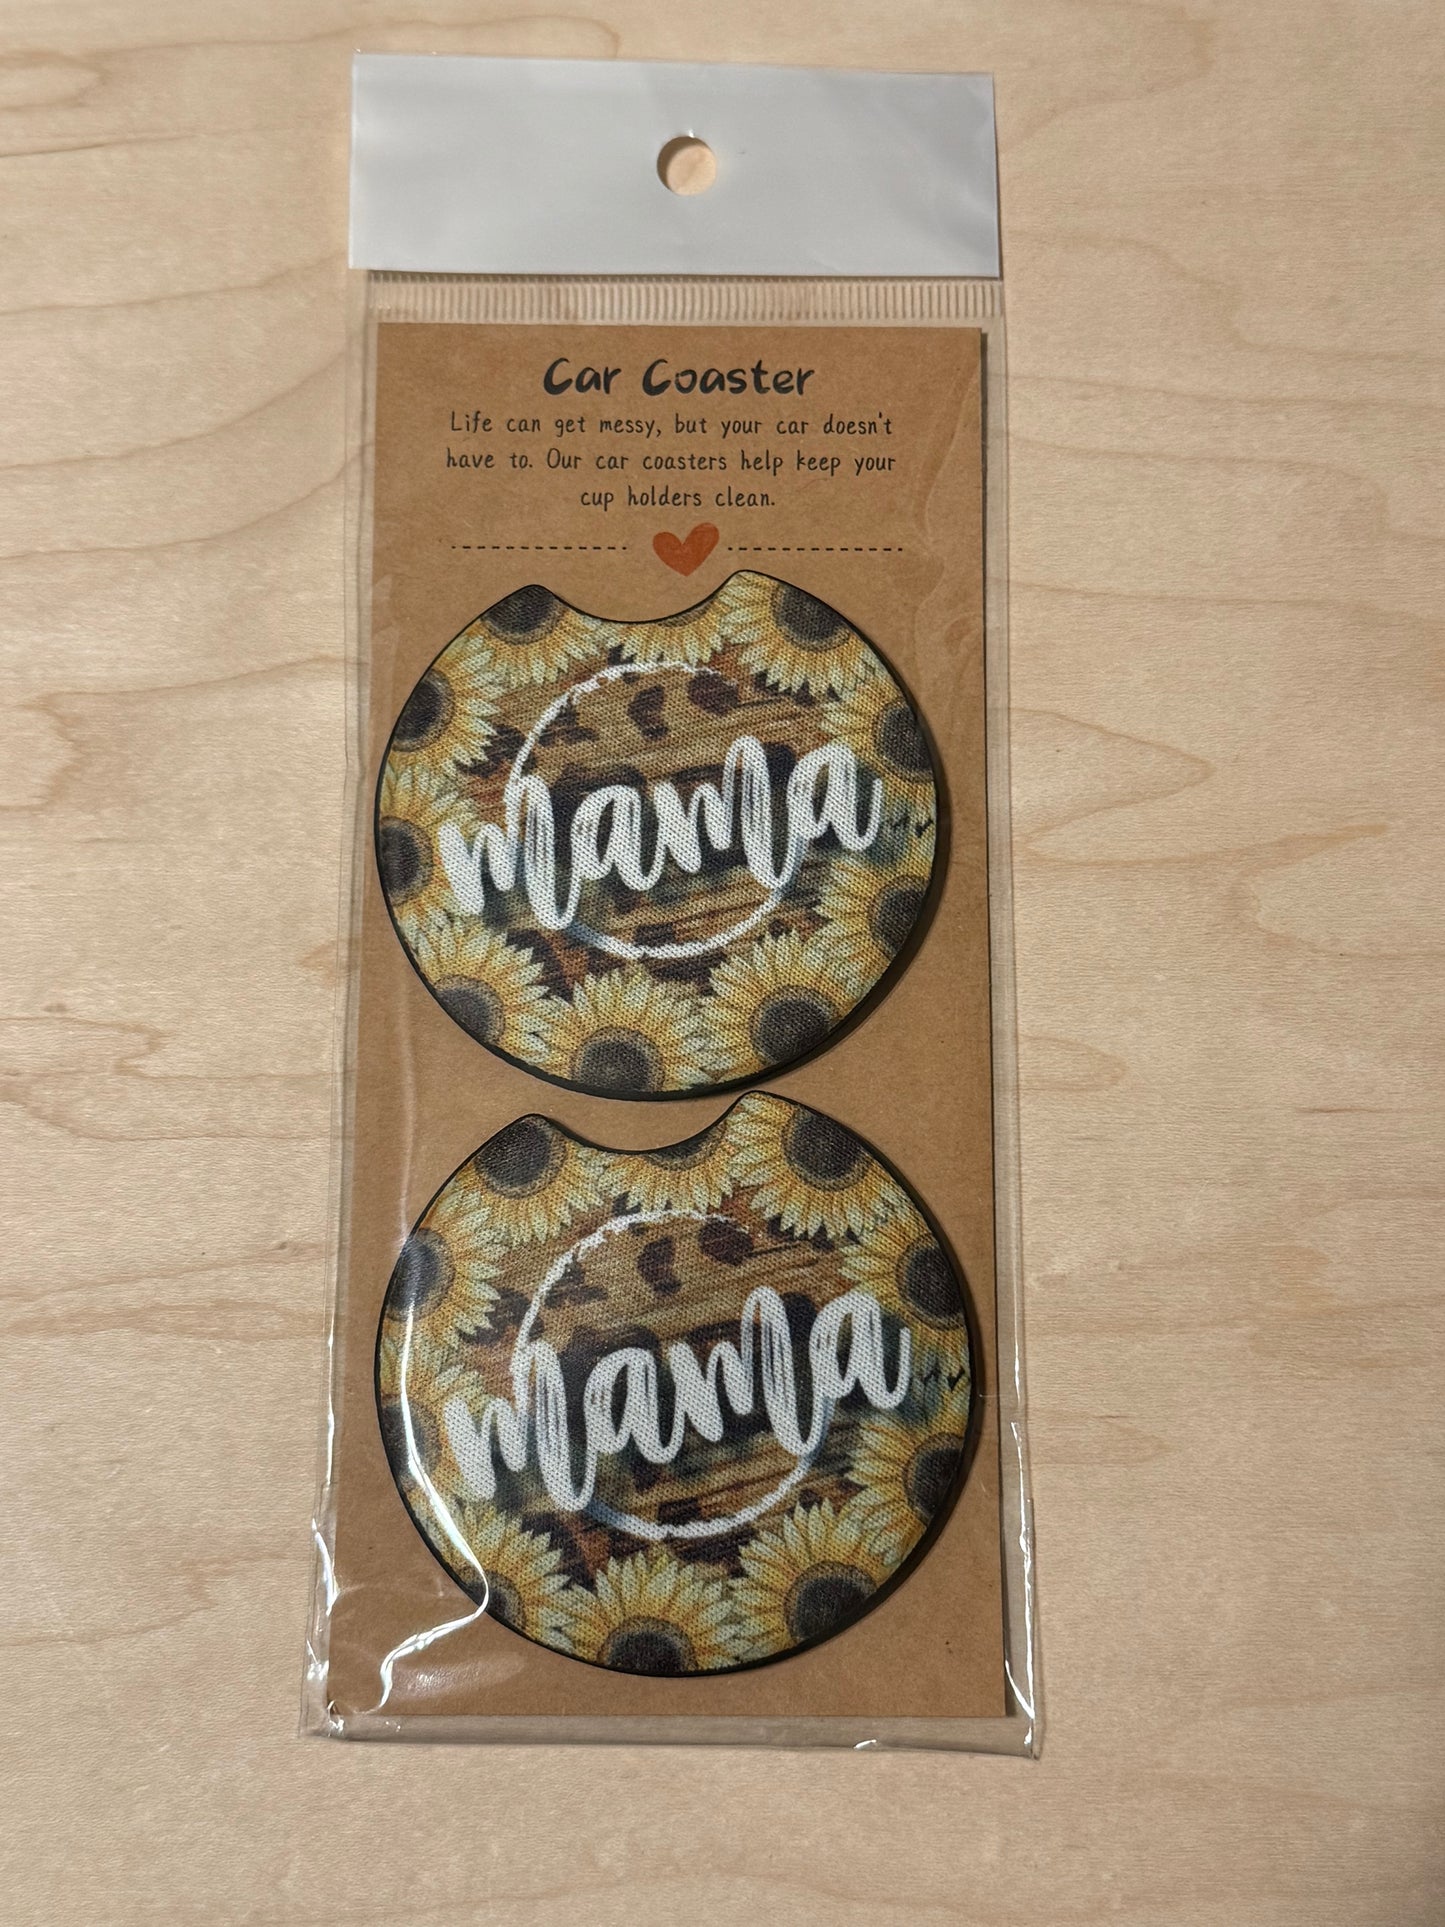 Car Coaster
Life can get messy, but your car doesn't
have to. Our car coasters help keep your
cup holders clean.
mama
mama